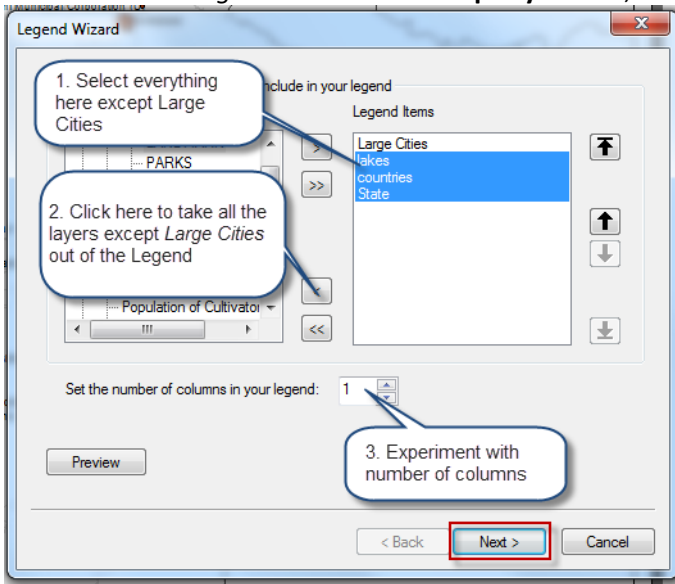 Municipal Corporation
Legend Wizard
1. Select everything
here except Large
Cities
include in your legend
Legend Items
PARKS
>
>>
Large Cities
lakes
countries
State
2. Click here to take all the
layers except Large Cities
out of the Legend
Population of Cultivator
<
<<
Set the number of columns in your legend: 1
3. Experiment with
number of columns
Preview
< Back Next > Cancel